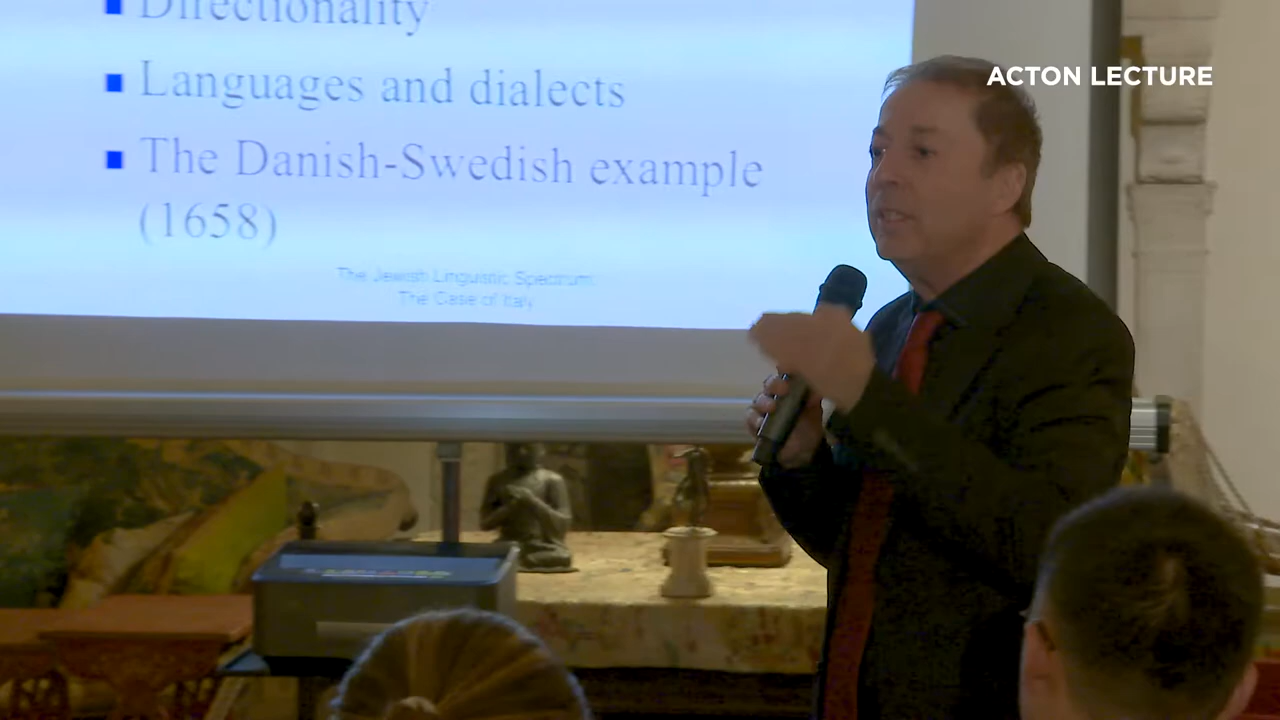 Directionality
ACTON LECTURE
Languages and dialects
The Danish-Swedish example
(1658)
The Jewish Linguistic Spectrum:
The Case of Italy